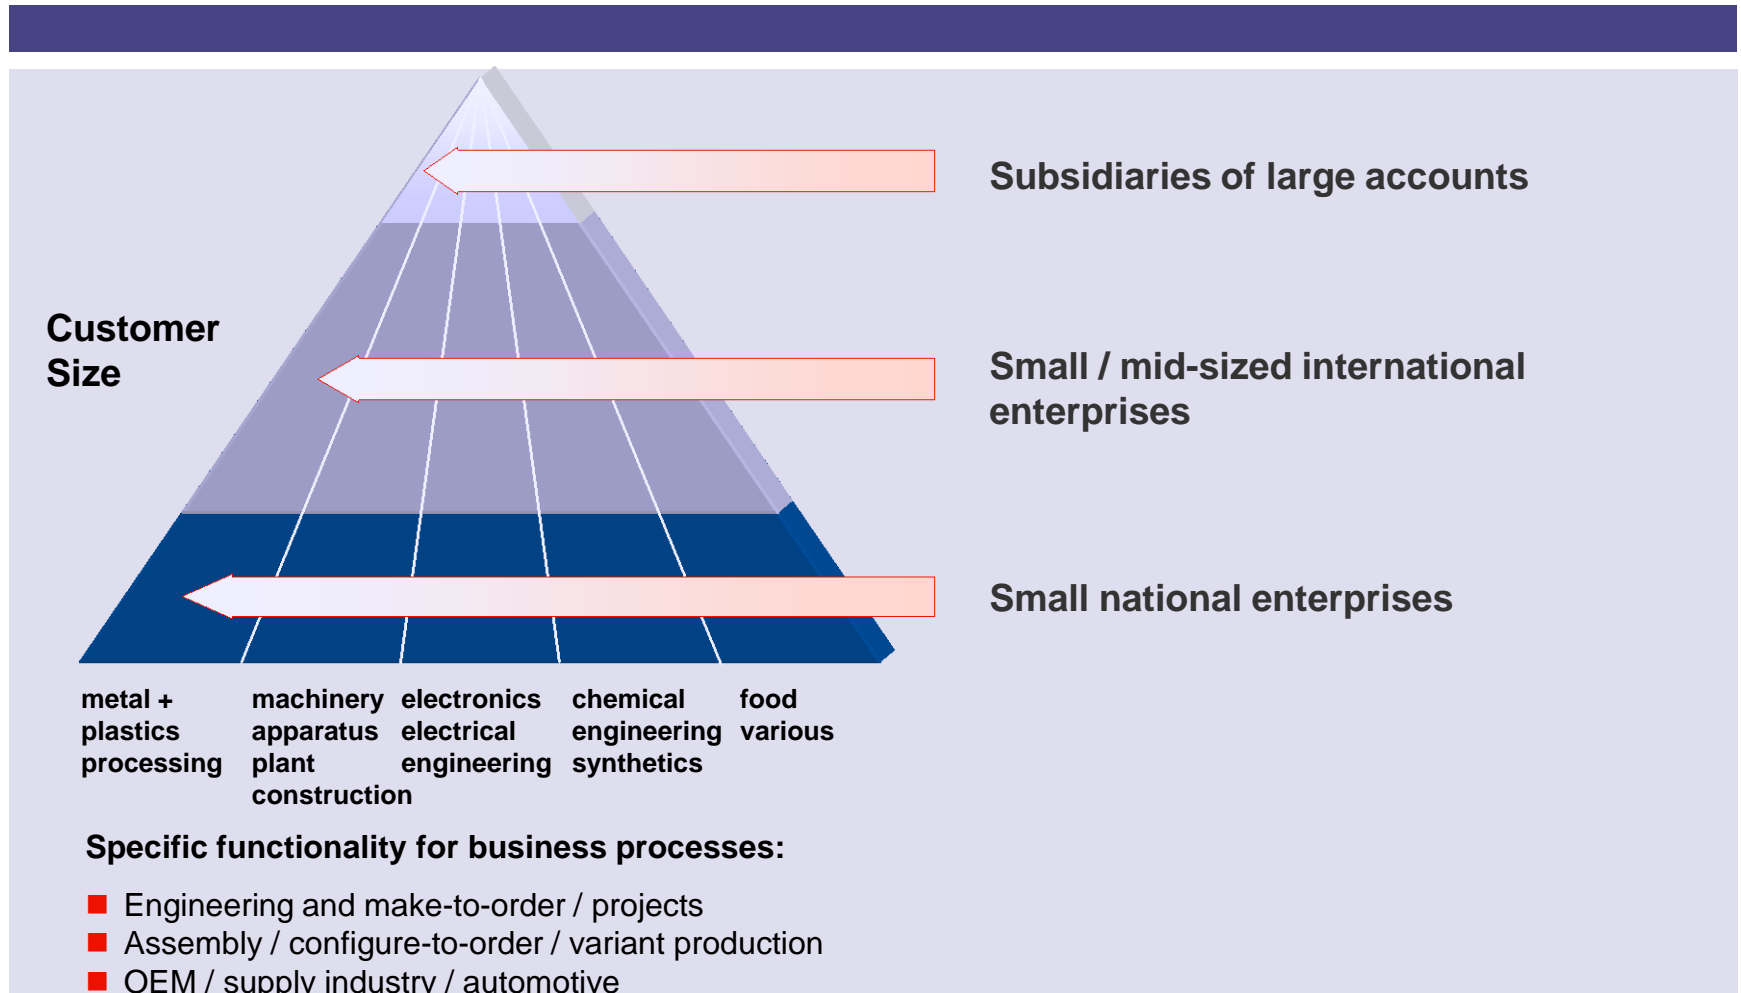 Subsidiaries of large accounts
Customer
Size
Small / mid-sized international
enterprises
Small national enterprises
metal +
plastics
processing
machinery
apparatus
plant
construction
electronics
electrical
engineering
chemical
engineering
synthetics
food
various
Specific functionality for business processes:
Engineering and make-to-order / projects
Assembly / configure-to-order / variant production
OEM / supply industry / automotive